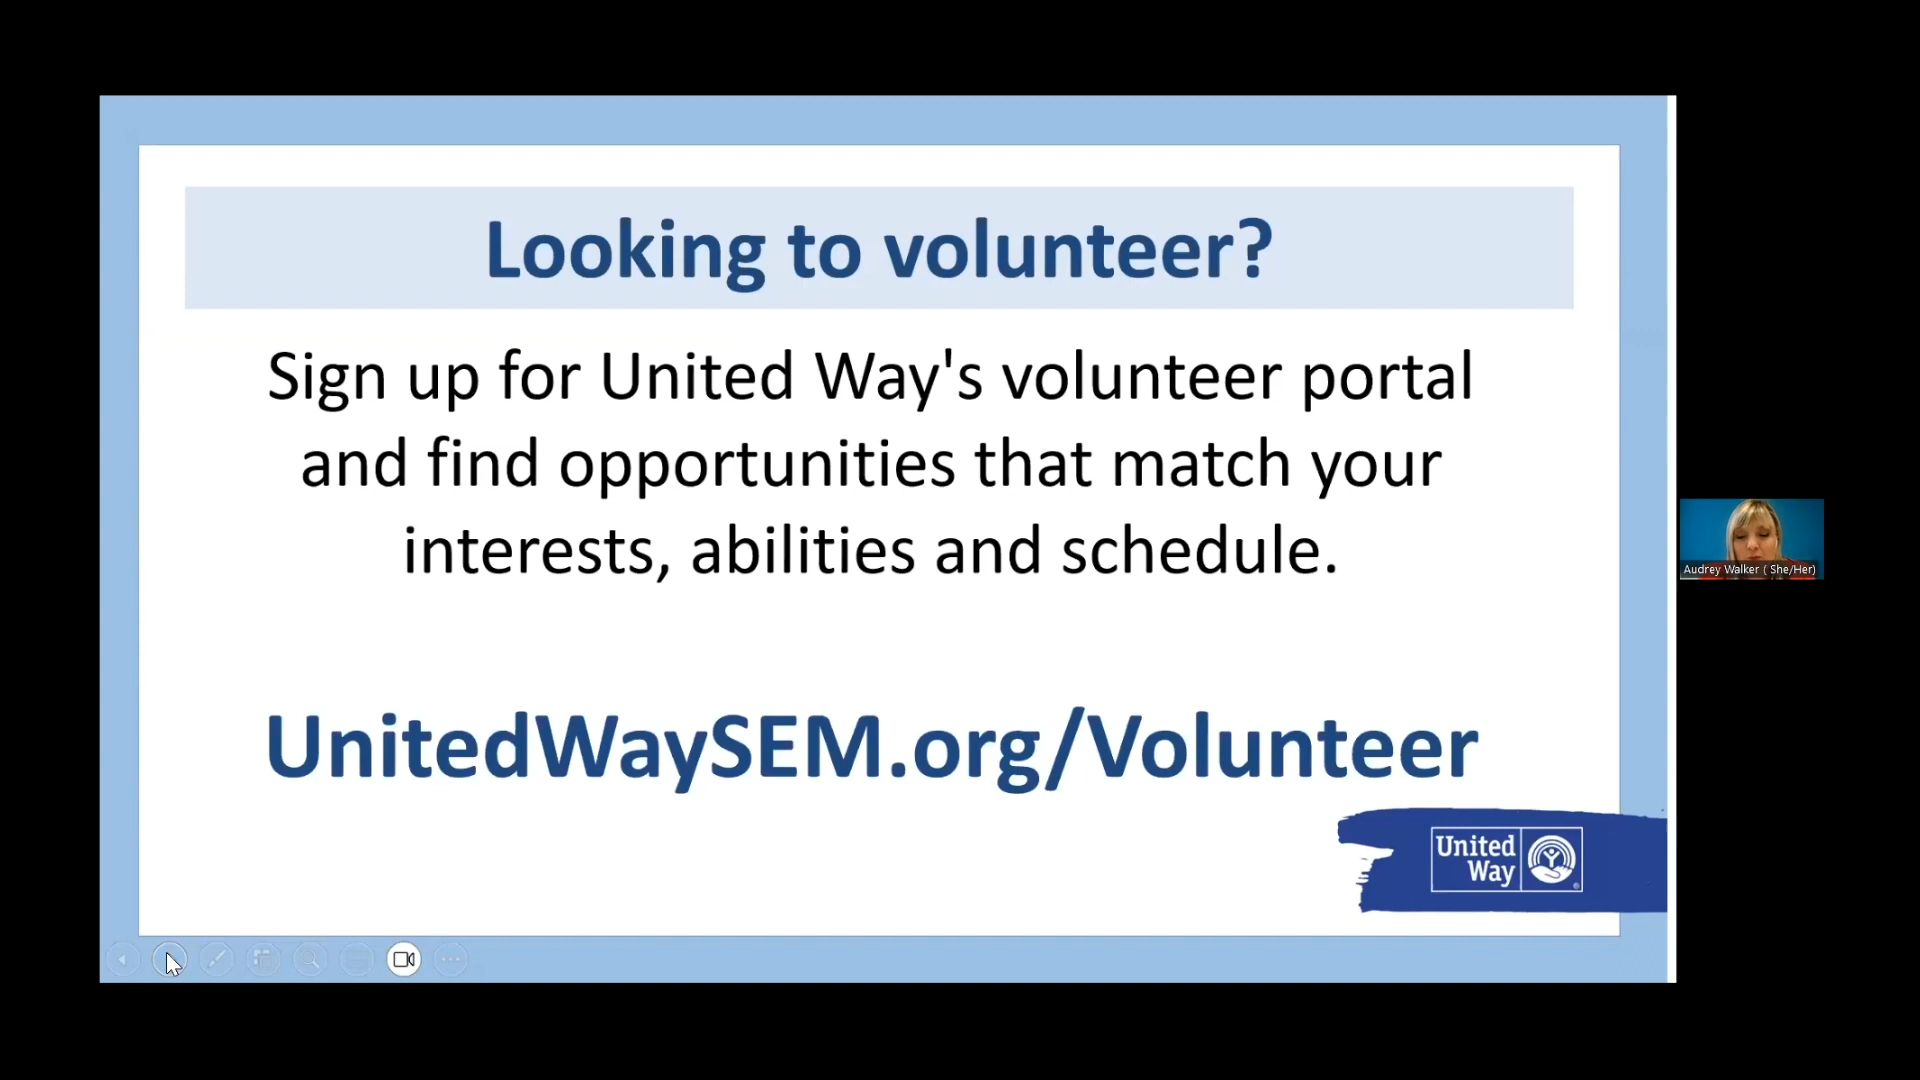 Looking to volunteer?
Sign up for United Way's volunteer portal
and find opportunities that match your
interests, abilities and schedule.
UnitedWaySEM.org/Volunteer
United
Way
Audrey Walker ( She/Her)